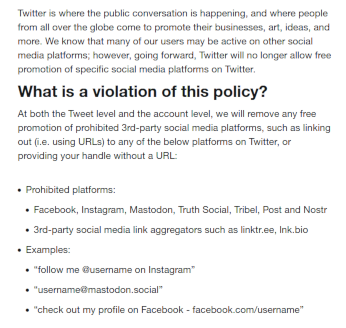 Twitter is where the public conversation is happening, and where people
from all over the globe come to promote their businesses, art, ideas, and
more. We know that many of our users may be active on other social
media platforms; however, going forward, Twitter will no longer allow free
promotion of specific social media platforms on Twitter.
What is a violation of this policy?
At both the Tweet level and the account level, we will remove any free
promotion of prohibited 3rd-party social media platforms, such as linking
out (i.e. using URLs) to any of the below platforms on Twitter, or
providing your handle without a URL:
• Prohibited platforms:
• Facebook, Instagram, Mastodon, Truth Social, Tribel, Post and Nostr
• 3rd-party social media link aggregators such as linktr.ee, lnk.bio
• Examples:
• “follow me @username on Instagram”
• “username@mastodon.social”
• “check out my profile on Facebook - facebook.com/username”